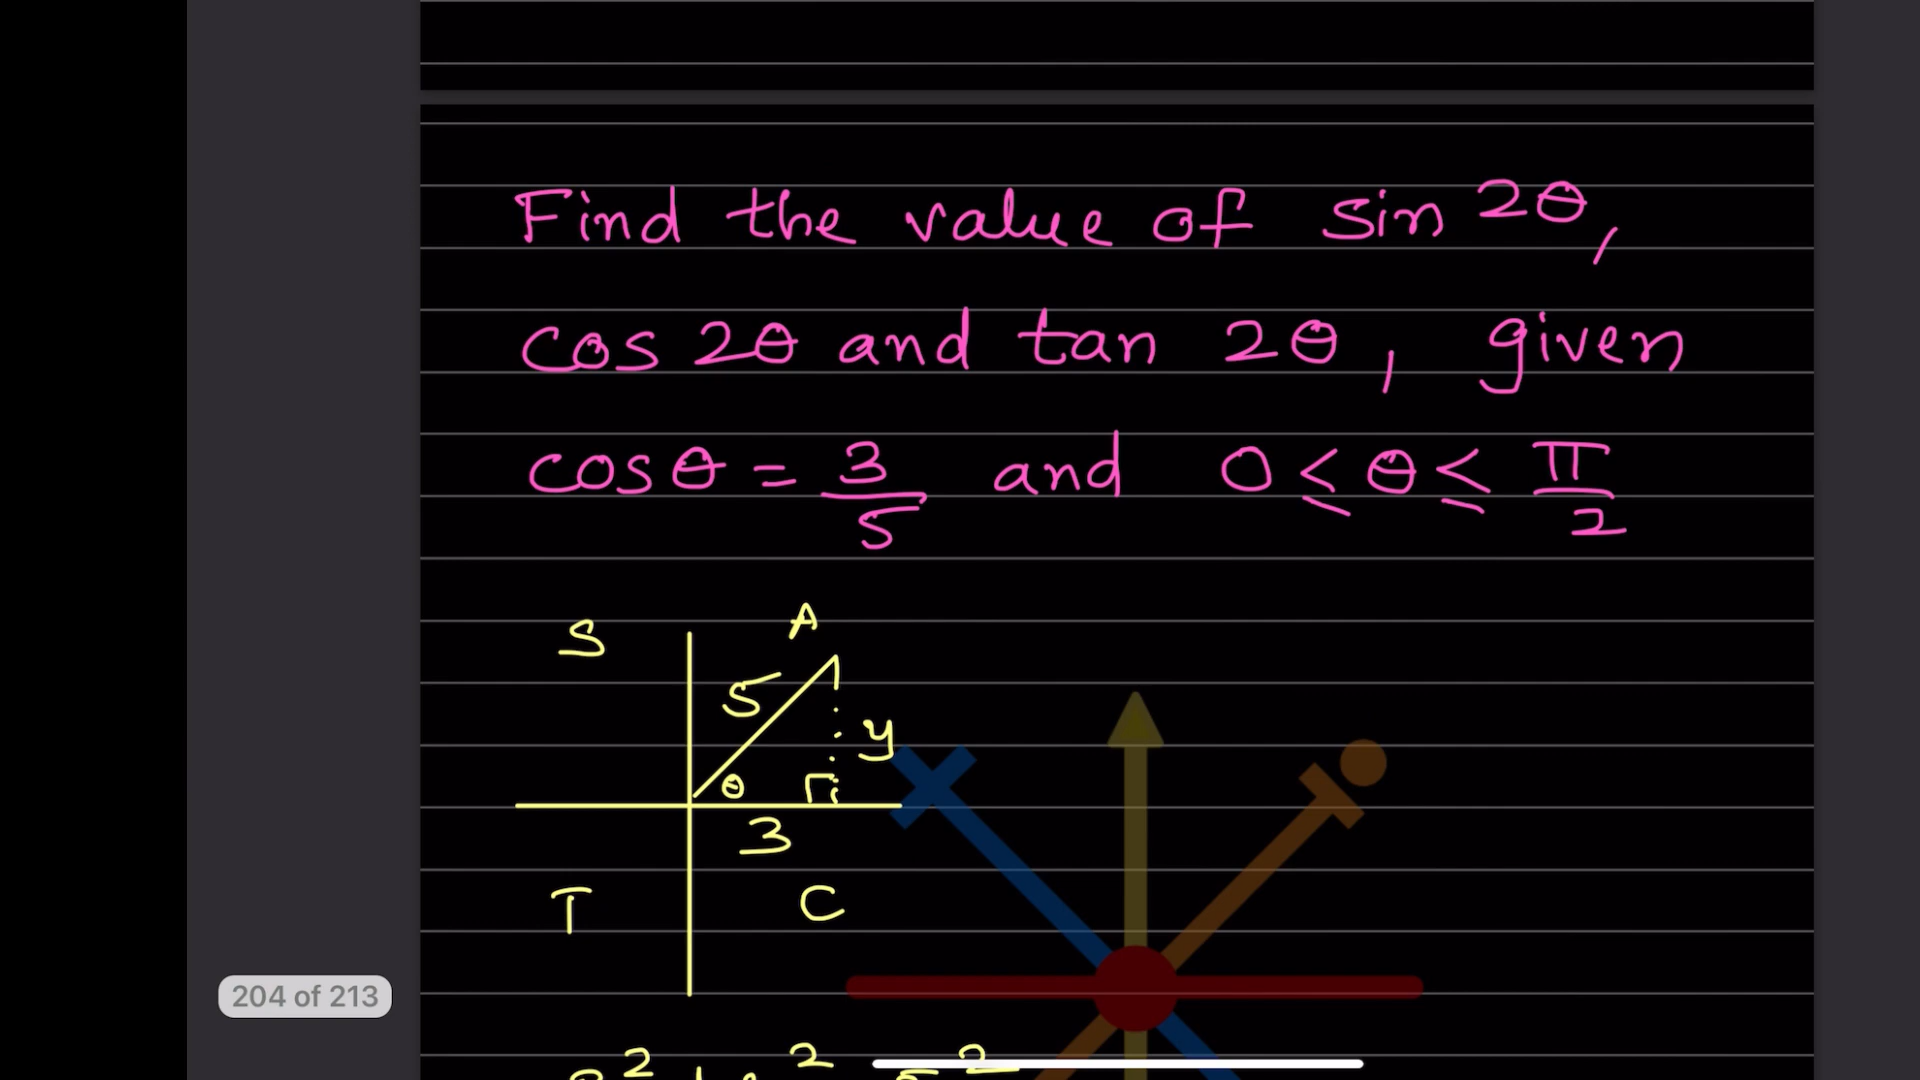 Find the value of sin 2θ,
cos 2θ and tan 2θ, given
cos θ = 3/5 and 0 ≤ θ ≤ π/2
S A
5
y
θ
3
T C
204 of 213